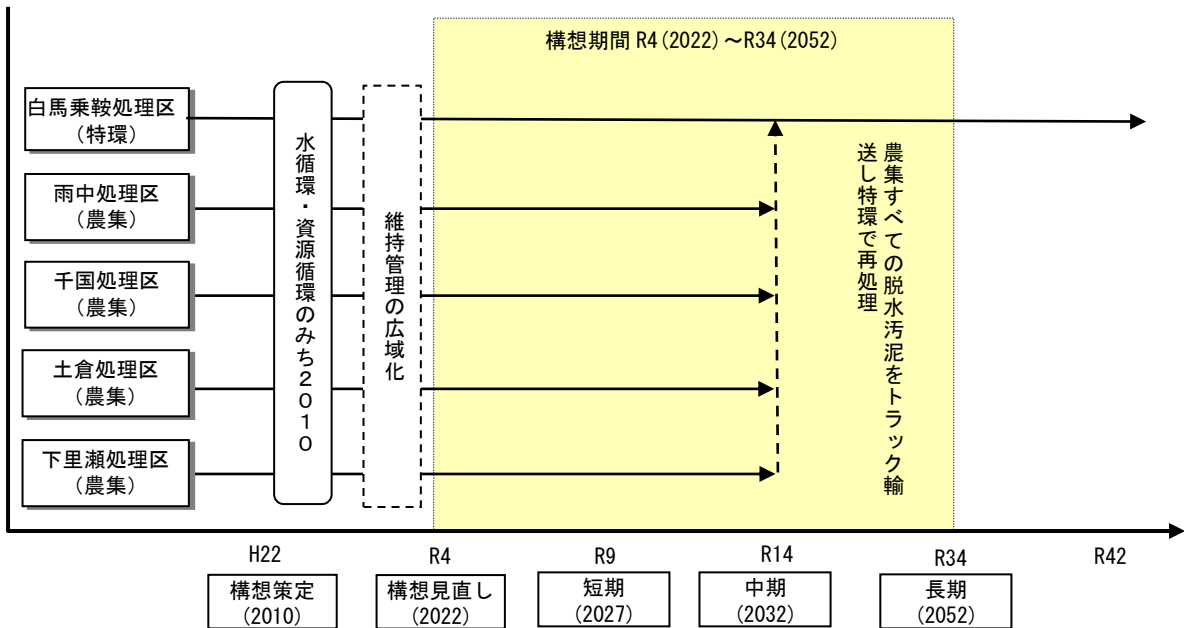 構想期間 R4(2022)～R34(2052)
白馬乗鞍処理区
(特環)
雨中処理区
(農集)
千国処理区
(農集)
土倉処理区
(農集)
下里瀬処理区
(農集)
水循環・資源循環のみち2010
維持管理の広域化
農集すべての脱水汚泥をトラック輸
送し特環で再処理
H22
R4
R9
R14
R34
R42
構想策定
(2010)
構想見直し
(2022)
短期
(2027)
中期
(2032)
長期
(2052)